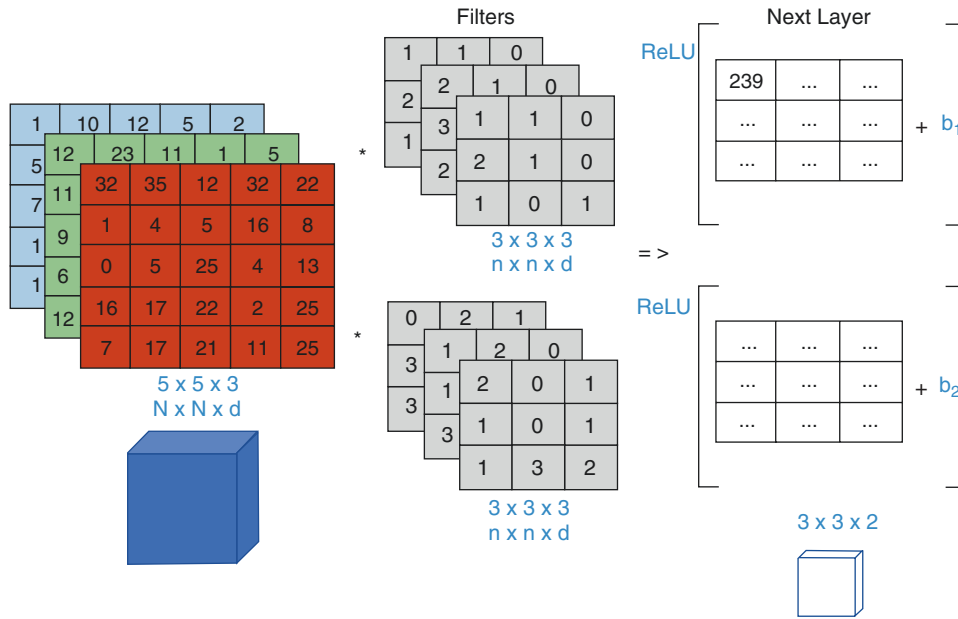 Filters
Next Layer
1 10 12 5 2
5
7
1
1
12 23 11 1 5
11
9
6
12
32 35 12 32 22
1 4 5 16 8
0 5 25 4 13
16 17 22 2 25
7 17 21 11 25
5 x 5 x 3
N x N x d
*
1 1 0
2
1
2 1 0
3
2
1 1 0
2 1 0
1 0 1
3 x 3 x 3
n x n x d
*
0 2 1
3
3
1 2 0
1
3
2 0 1
1 0 1
1 3 2
3 x 3 x 3
n x n x d
= >
ReLU
239 ... ...
... ... ...
... ... ...
+ b1
ReLU
... ... ...
... ... ...
... ... ...
+ b2
3 x 3 x 2